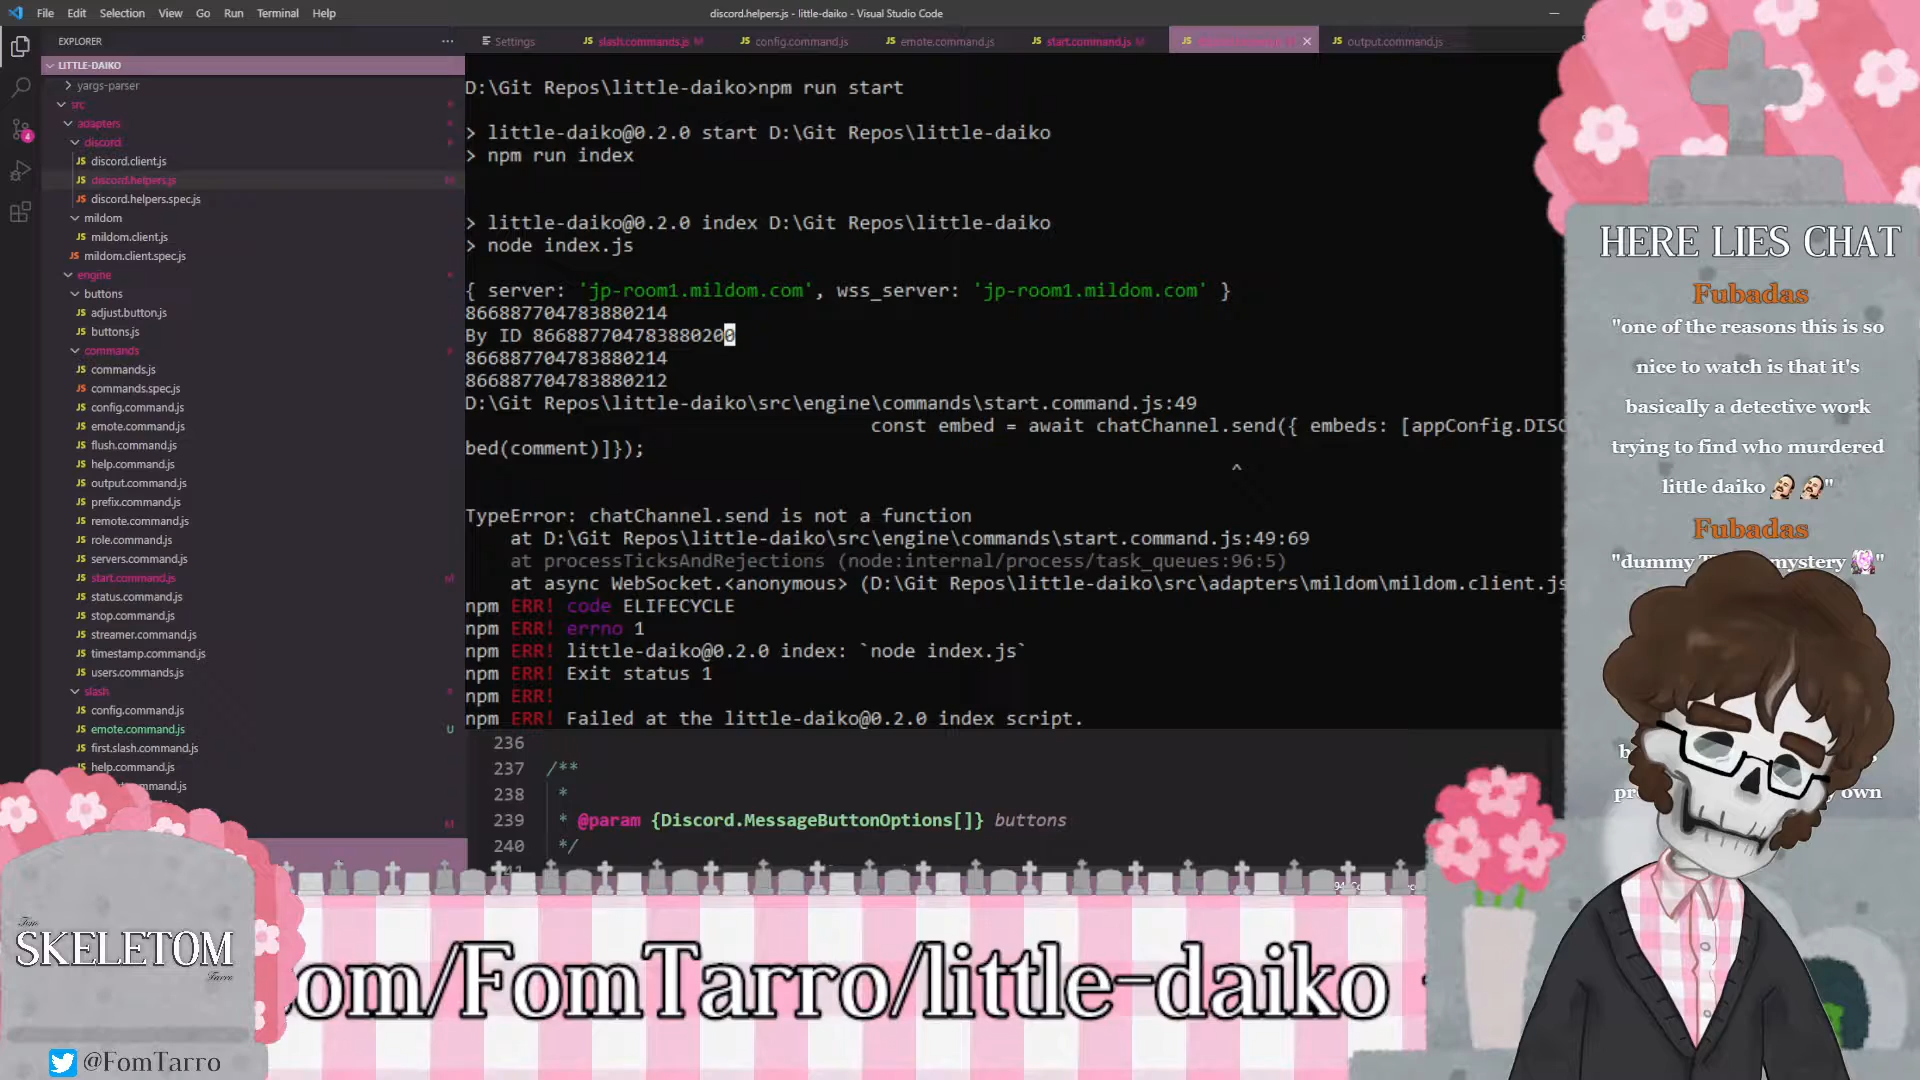 File Edit Selection View Go Run Terminal Help
discord.helpers.js - little-daiko - Visual Studio Code
EXPLORER
Settings
slash.commands.js M
config.command.js
emote.command.js
start.command.js M
output.command.js
LITTLE-DAIKO
yargs-parser
src
adapters
discord
discord.client.js
discord.helpers.js M
discord.helpers.spec.js
mildom
mildom.client.js
mildom.client.spec.js
engine
buttons
adjust.button.js
buttons.js
commands
commands.js
commands.spec.js
config.command.js
emote.command.js
flush.command.js
help.command.js
output.command.js
prefix.command.js
remote.command.js
role.command.js
servers.command.js
start.command.js M
status.command.js
stop.command.js
streamer.command.js
timestamp.command.js
users.command.js
slash
config.command.js
emote.command.js U
first.slash.command.js
help.command.js
mmand.js
M
4
D:\Git Repos\little-daiko>npm run start
> little-daiko@0.2.0 start D:\Git Repos\little-daiko
> npm run index
> little-daiko@0.2.0 index D:\Git Repos\little-daiko
> node index.js
{ server: 'jp-room1.mildom.com', wss_server: 'jp-room1.mildom.com' }
866887704783880214
By ID 866887704783880200
866887704783880214
866887704783880212
D:\Git Repos\little-daiko\src\engine\commands\start.command.js:49
const embed = await chatChannel.send({ embeds: [appConfig.DISC
bed(comment)]});
^
TypeError: chatChannel.send is not a function
at D:\Git Repos\little-daiko\src\engine\commands\start.command.js:49:69
at processTicksAndRejections (node:internal/process/task_queues:96:5)
at async WebSocket.<anonymous> (D:\Git Repos\little-daiko\src\adapters\mildom\mildom.client.js
npm ERR! code ELIFECYCLE
npm ERR! errno 1
npm ERR! little-daiko@0.2.0 index: `node index.js`
npm ERR! Exit status 1
npm ERR!
npm ERR! Failed at the little-daiko@0.2.0 index script.
236
237 /**
238 *
239 * @param {Discord.MessageButtonOptions[]} buttons
240 */
HERE LIES CHAT
Fubadas
"one of the reasons this is so
nice to watch is that it's
basically a detective work
trying to find who murdered
little daiko "
Fubadas
"dummy mystery "
own
Tom
SKELETOM
Tarro
@FomTarro
om/FomTarro/little-daiko